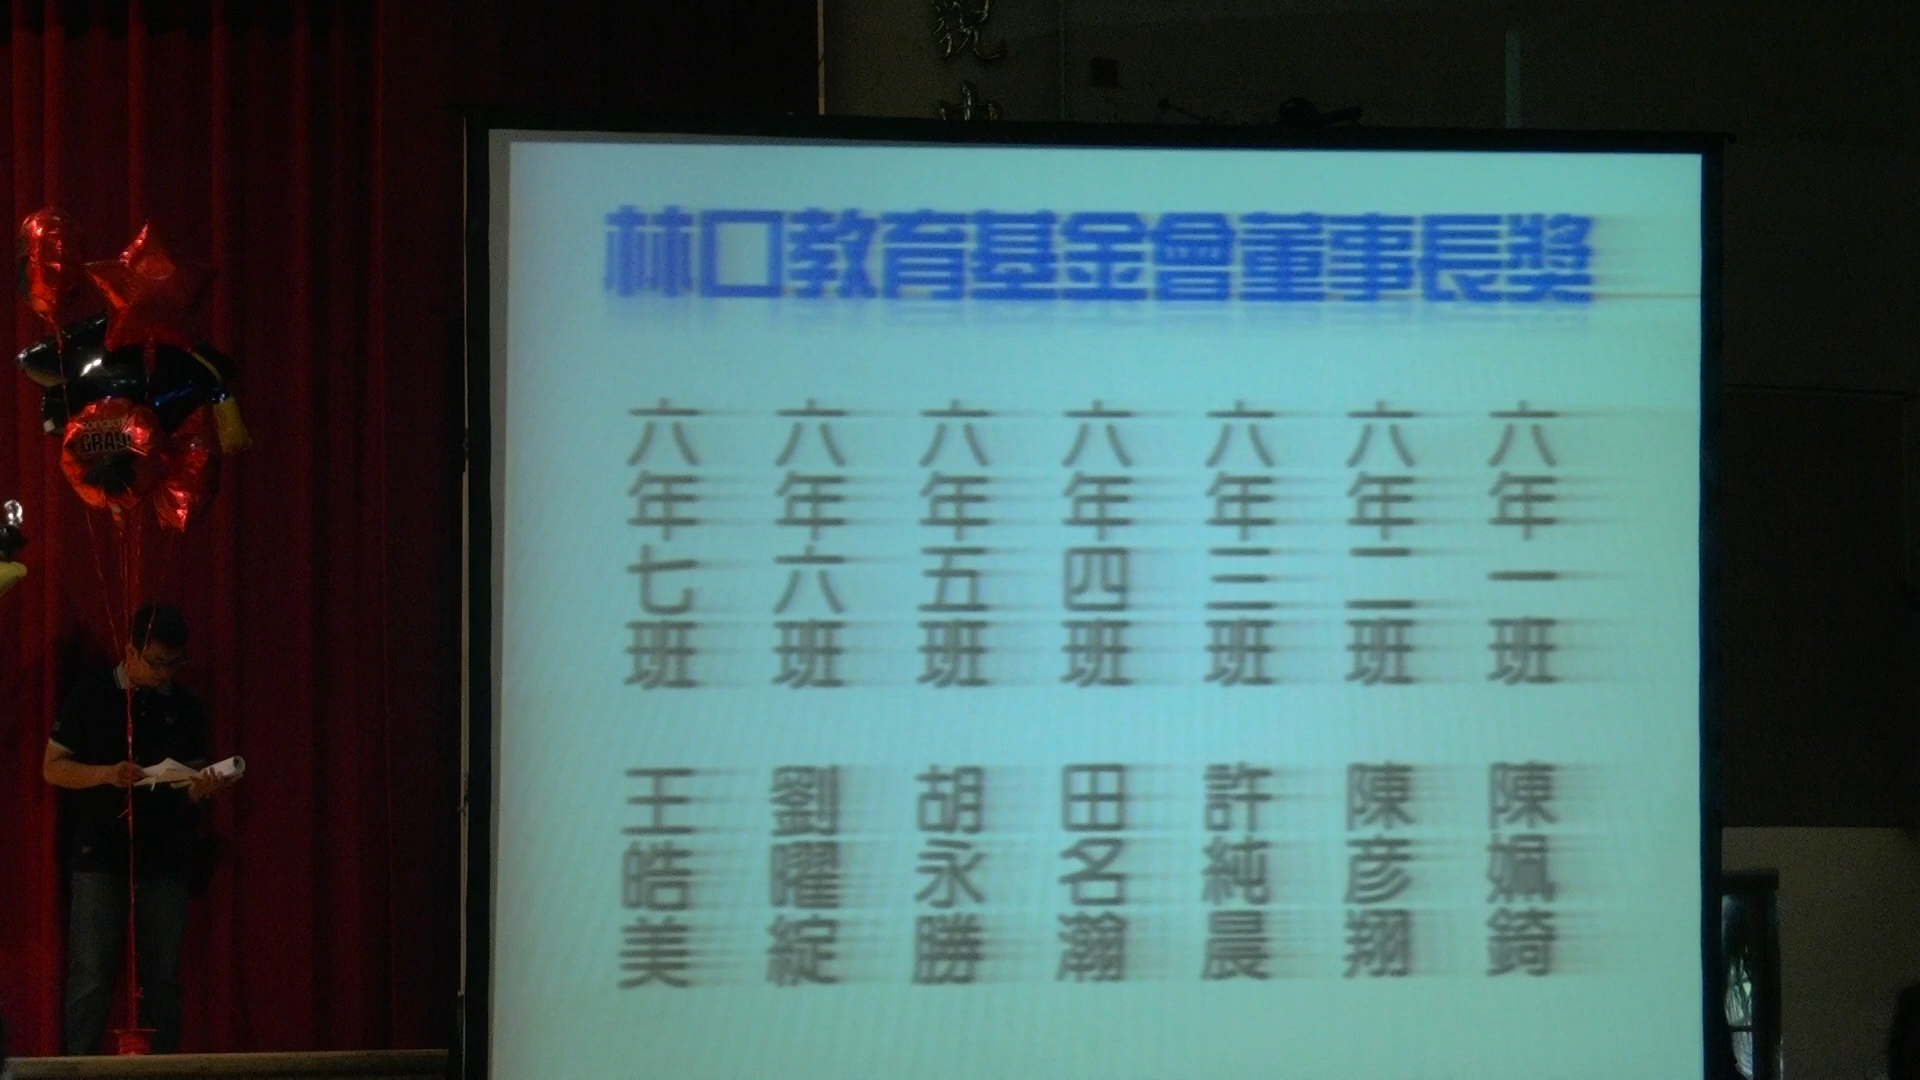 林口教育基金會董事長獎
六年一班 陳姵錡
六年二班 陳彥翔
六年三班 許純晨
六年四班 田名瀚
六年五班 胡永勝
六年六班 劉曜綻
六年七班 王皓美
GRAD